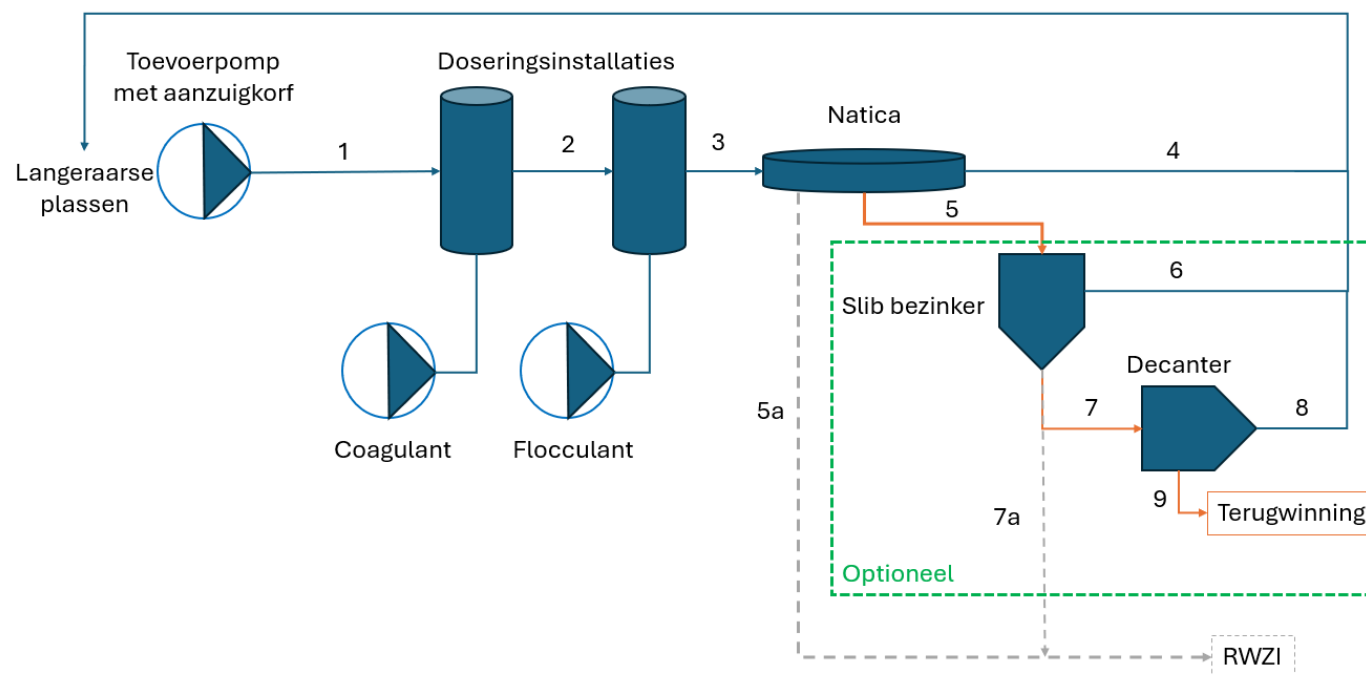 Toevoerpomp
met aanzuigkorf
Doseringsinstallaties
Natica
Langeraarse
plassen
1
2
3
4
5
6
Slib bezinker
Decanter
5a
7
8
Coagulant
Flocculant
9
Terugwinning
7a
Optioneel
RWZI